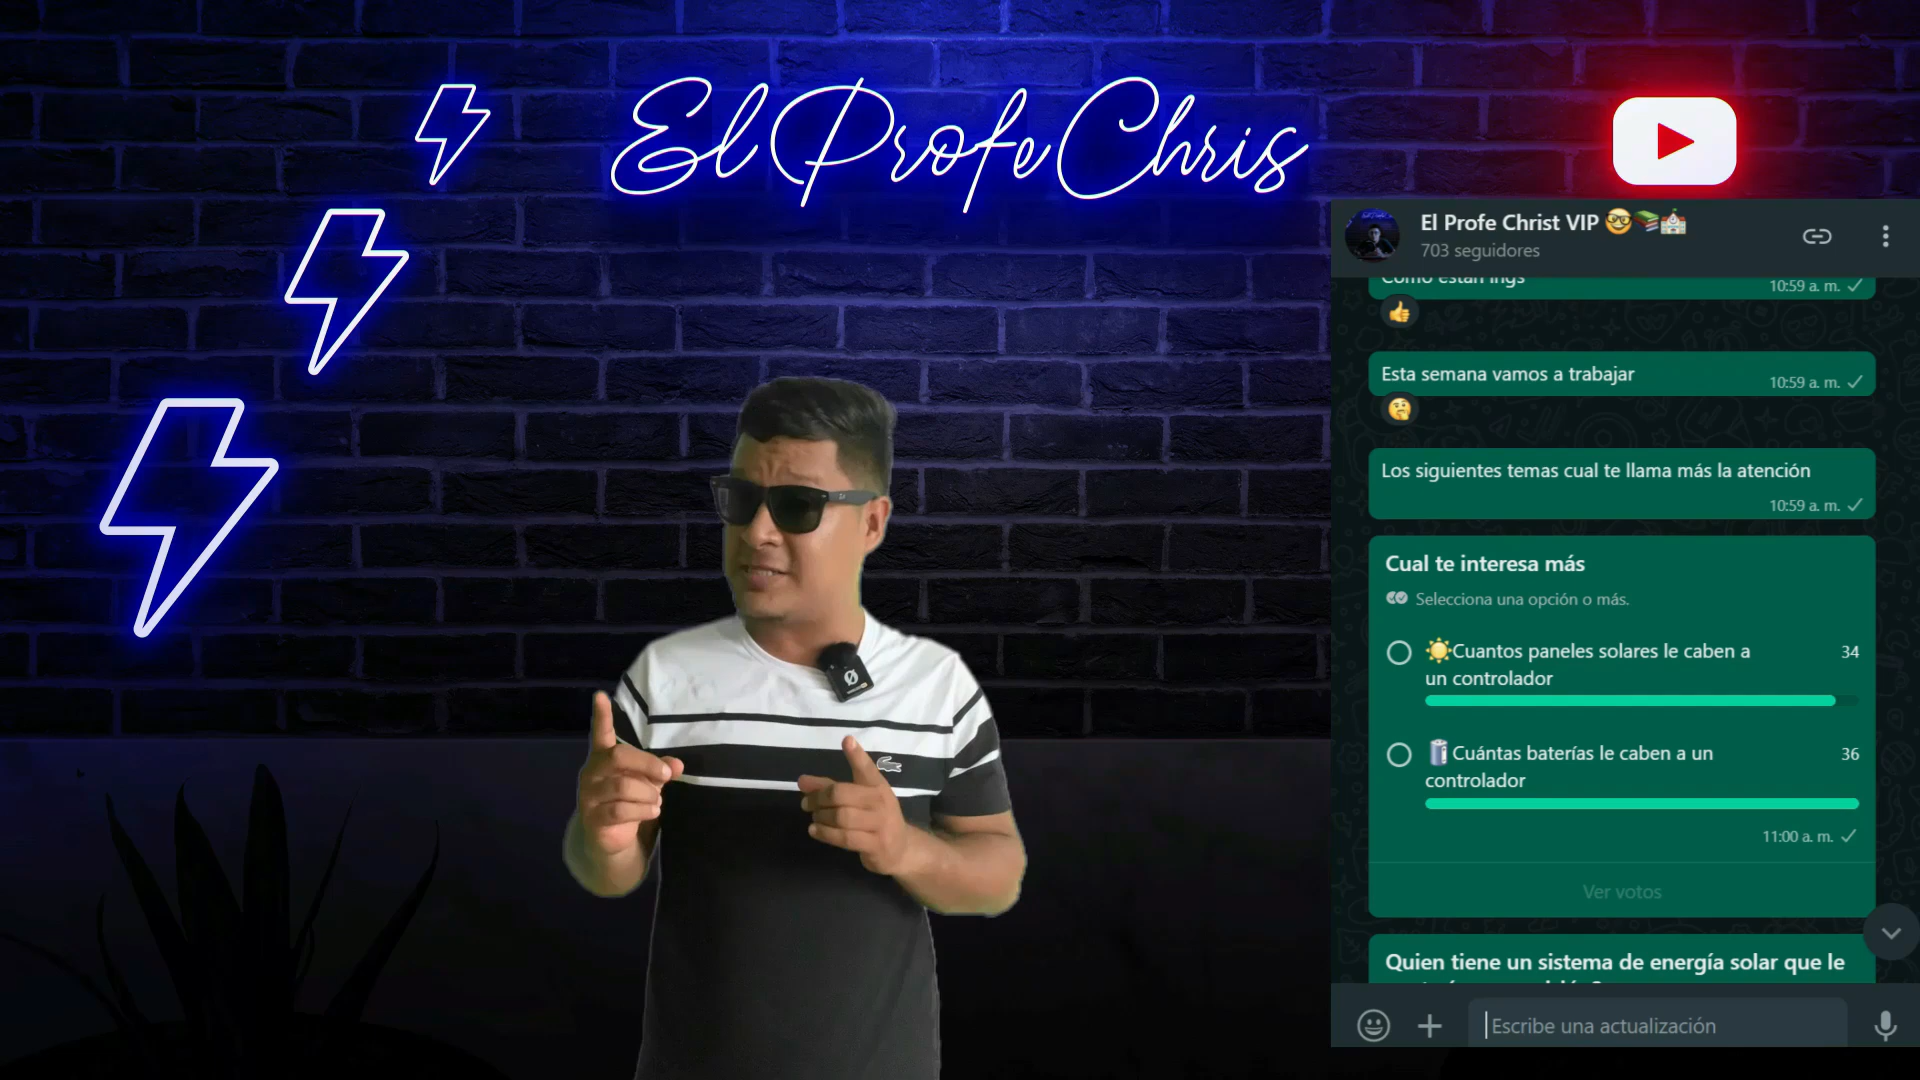 El Profe Chris
El Profe Christ VIP 🤓📚🏫
703 seguidores
Como están ings
10:59 a. m.
Esta semana vamos a trabajar
10:59 a. m.
Los siguientes temas cual te llama más la atención
10:59 a. m.
Cual te interesa más
Selecciona una opción o más.
☀️Cuantos paneles solares le caben a
34
un controlador
🔋Cuántas baterías le caben a un
36
controlador
11:00 a. m.
Ver votos
Quien tiene un sistema de energía solar que le
Escribe una actualización